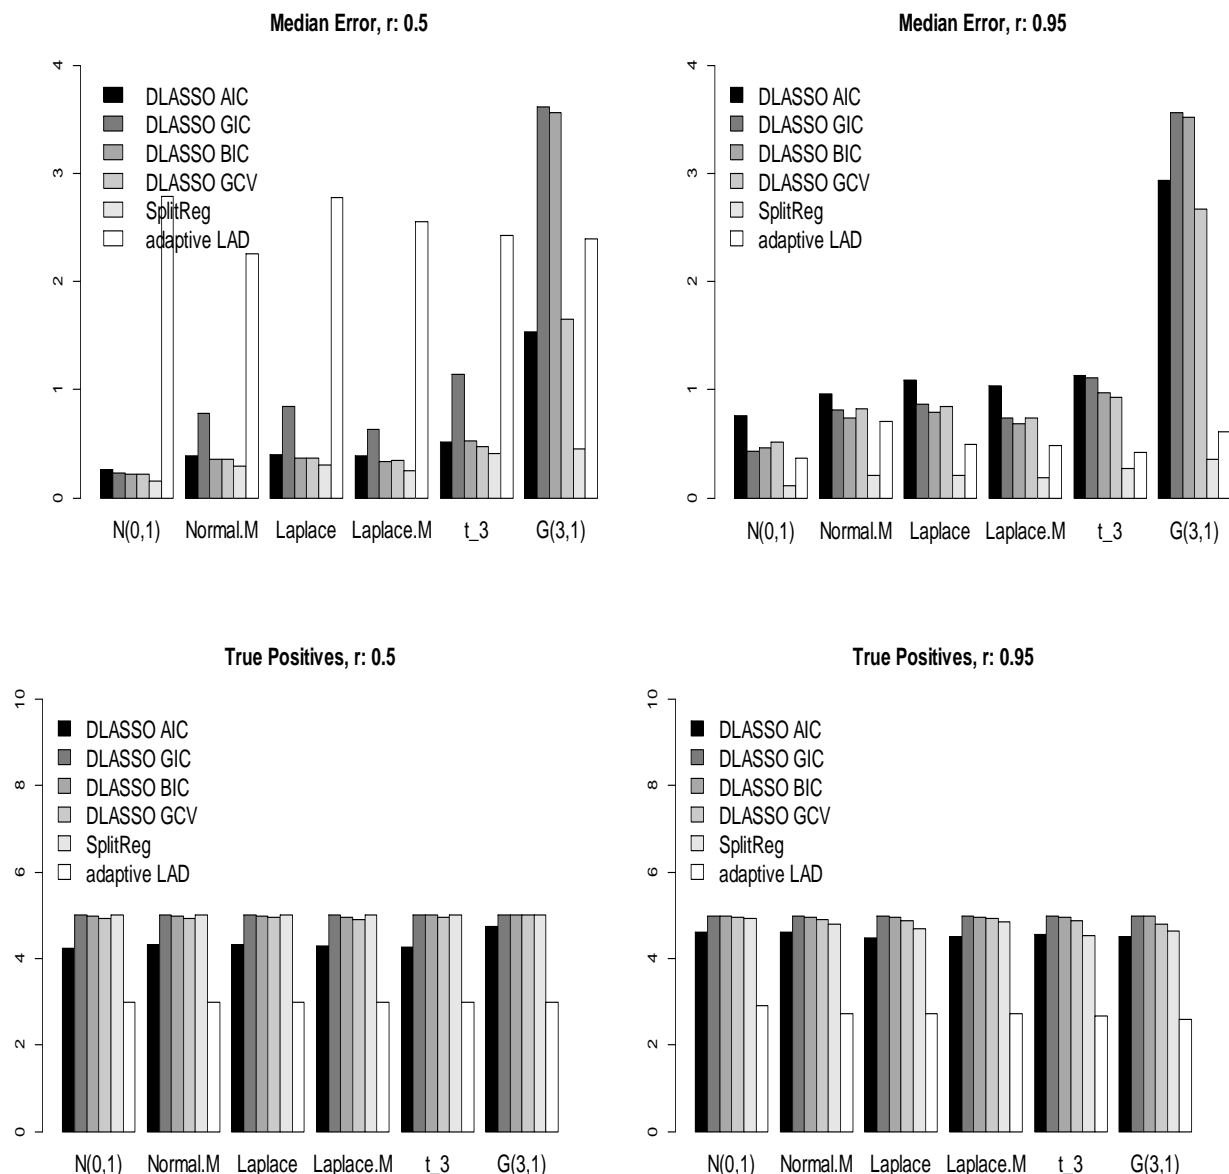 Median Error, r: 0.5
4
3
2
1
0
DLASSO AIC
DLASSO GIC
DLASSO BIC
DLASSO GCV
SplitReg
adaptive LAD
N(0,1) Normal.M Laplace Laplace.M t_3 G(3,1)
Median Error, r: 0.95
4
3
2
1
0
DLASSO AIC
DLASSO GIC
DLASSO BIC
DLASSO GCV
SplitReg
adaptive LAD
N(0,1) Normal.M Laplace Laplace.M t_3 G(3,1)
True Positives, r: 0.5
10
8
6
4
2
0
DLASSO AIC
DLASSO GIC
DLASSO BIC
DLASSO GCV
SplitReg
adaptive LAD
N(0,1) Normal.M Laplace Laplace.M t_3 G(3,1)
True Positives, r: 0.95
10
8
6
4
2
0
DLASSO AIC
DLASSO GIC
DLASSO BIC
DLASSO GCV
SplitReg
adaptive LAD
N(0,1) Normal.M Laplace Laplace.M t_3 G(3,1)